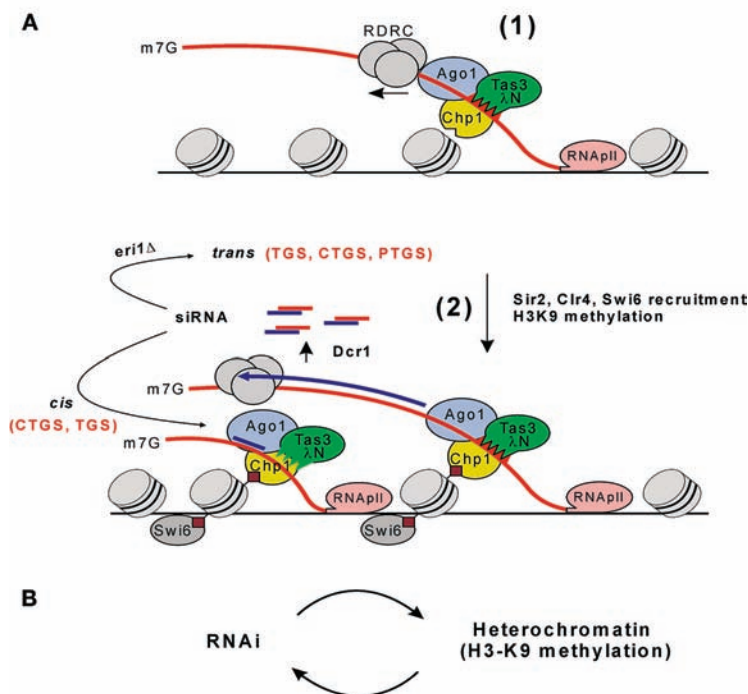 A
(1)
RDRC
m7G
Ago1
Tas3
λN
Chp1
RNApII
eri1Δ
trans (TGS, CTGS, PTGS)
(2)
Sir2, Clr4, Swi6 recruitment
H3K9 methylation
siRNA
Dcr1
cis
(CTGS, TGS)
m7G
Ago1
Tas3
λN
Chp1
RNApII
Swi6
m7G
Ago1
Tas3
λN
Chp1
RNApII
Swi6
B
RNAi
Heterochromatin
(H3-K9 methylation)